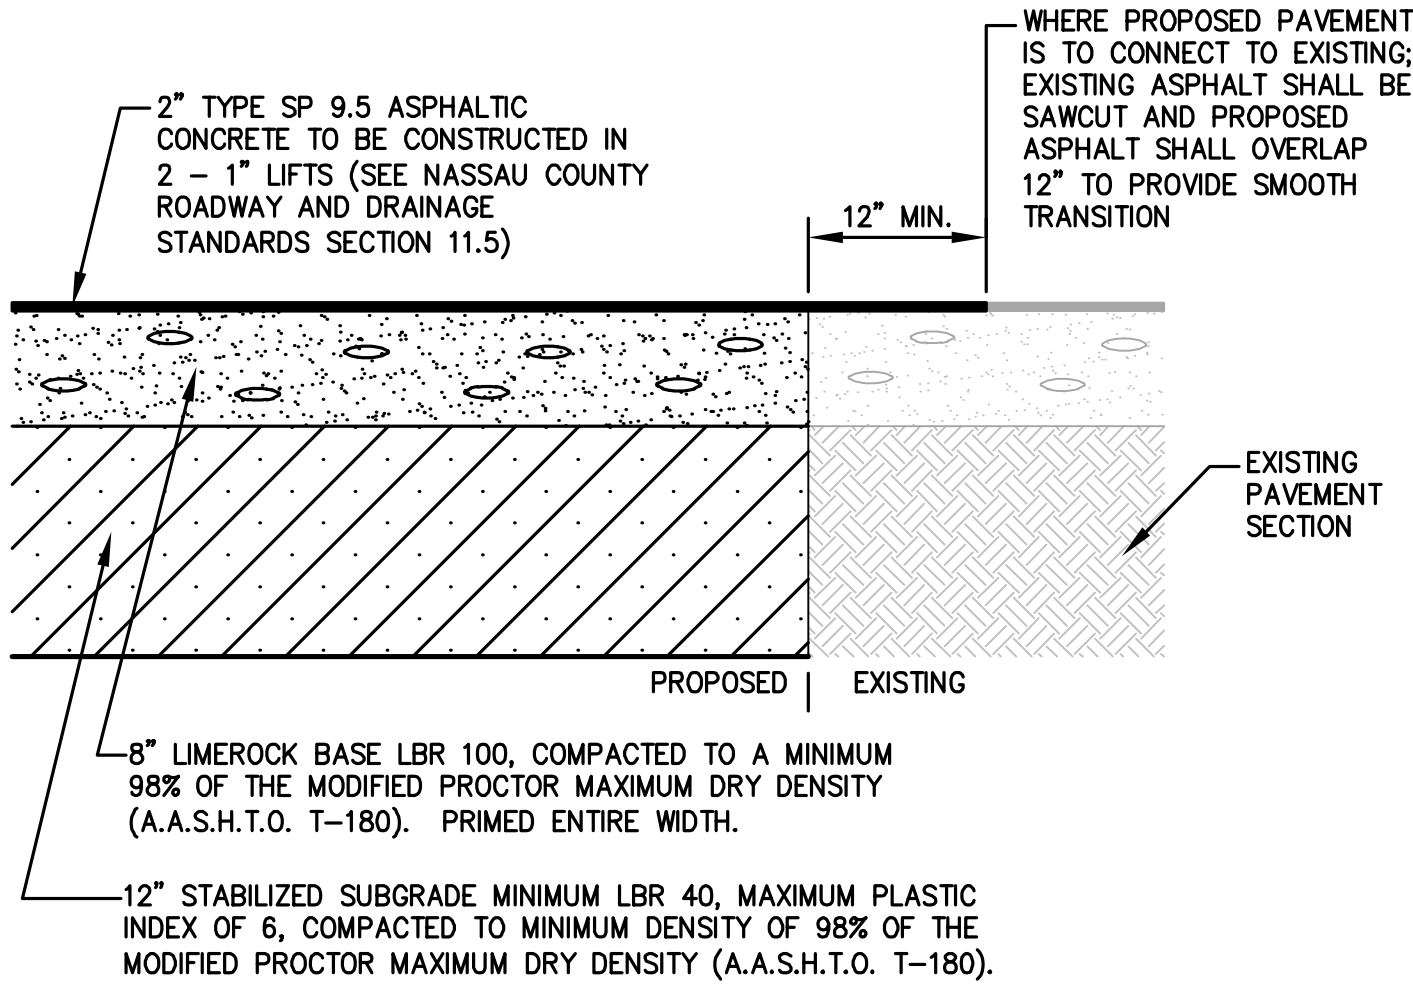 WHERE PROPOSED PAVEMENT
IS TO CONNECT TO EXISTING;
EXISTING ASPHALT SHALL BE
SAWCUT AND PROPOSED
ASPHALT SHALL OVERLAP
12" TO PROVIDE SMOOTH
TRANSITION
2" TYPE SP 9.5 ASPHALTIC
CONCRETE TO BE CONSTRUCTED IN
2 – 1" LIFTS (SEE NASSAU COUNTY
ROADWAY AND DRAINAGE
STANDARDS SECTION 11.5)
12" MIN.
EXISTING
PAVEMENT
SECTION
PROPOSED
EXISTING
8" LIMEROCK BASE LBR 100, COMPACTED TO A MINIMUM
98% OF THE MODIFIED PROCTOR MAXIMUM DRY DENSITY
(A.A.S.H.T.O. T–180). PRIMED ENTIRE WIDTH.
12" STABILIZED SUBGRADE MINIMUM LBR 40, MAXIMUM PLASTIC
INDEX OF 6, COMPACTED TO MINIMUM DENSITY OF 98% OF THE
MODIFIED PROCTOR MAXIMUM DRY DENSITY (A.A.S.H.T.O. T–180).